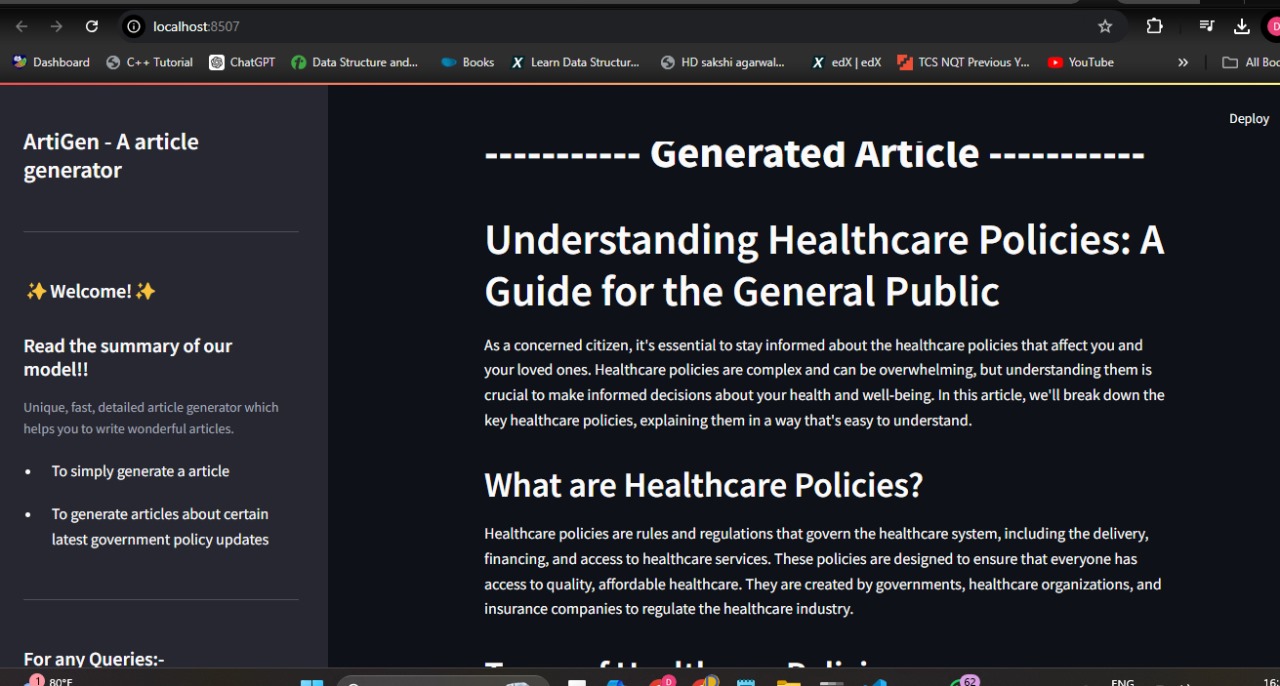 localhost:8507
Dashboard C++ Tutorial ChatGPT Data Structure and... Books Learn Data Structur... HD sakshi agarwal... edX | edX TCS NQT Previous Y... YouTube » All Boo
Deploy
ArtiGen - A article
generator
✨Welcome!✨
Read the summary of our
model!!
Unique, fast, detailed article generator which
helps you to write wonderful articles.
• To simply generate a article
• To generate articles about certain
latest government policy updates
For any Queries:-
----------- Generated Article -----------
Understanding Healthcare Policies: A
Guide for the General Public
As a concerned citizen, it's essential to stay informed about the healthcare policies that affect you and
your loved ones. Healthcare policies are complex and can be overwhelming, but understanding them is
crucial to make informed decisions about your health and well-being. In this article, we'll break down the
key healthcare policies, explaining them in a way that's easy to understand.
What are Healthcare Policies?
Healthcare policies are rules and regulations that govern the healthcare system, including the delivery,
financing, and access to healthcare services. These policies are designed to ensure that everyone has
access to quality, affordable healthcare. They are created by governments, healthcare organizations, and
insurance companies to regulate the healthcare industry.
1 80°F D 62 ENG 16: